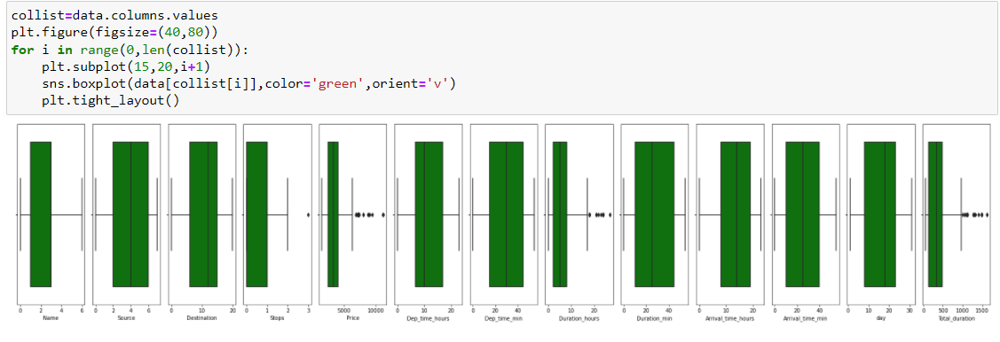 collist=data.columns.values
plt.figure(figsize=(40,80))
for i in range(0,len(collist)):
    plt.subplot(15,20,i+1)
    sns.boxplot(data[collist[i]],color='green',orient='v')
    plt.tight_layout()
0 2 4 6 2 4 6 10 20 0 1 2 3 5000 10000 0 10 20 0 20 40 0 10 20 0 20 40 0 10 20 0 20 40 0 10 20 30 0 500 1000 1500
Name Source Destination Stops Price Dep_time_hours Dep_time_min Duration_hours Duration_min Arrival_time_hours Arrival_time_min day Total_duration